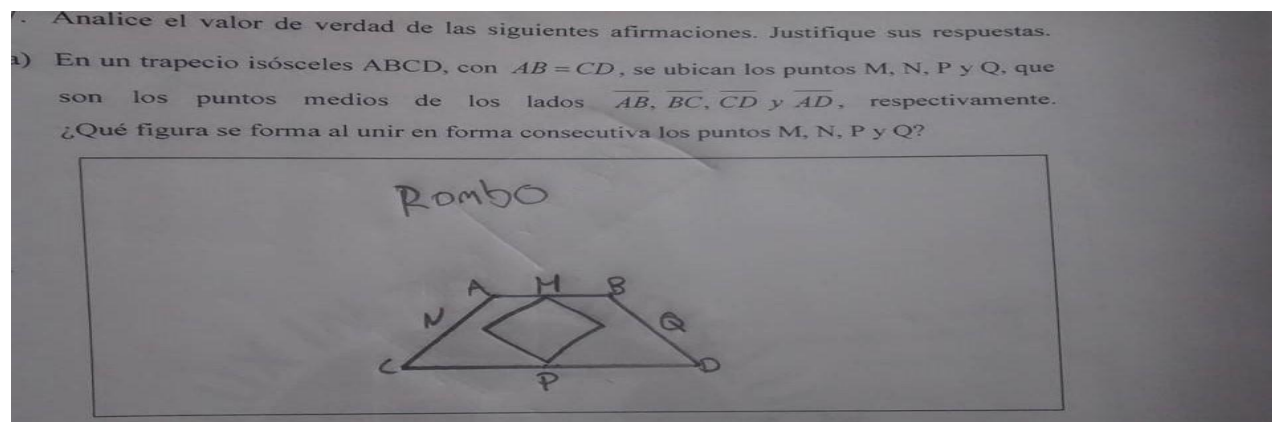 . Analice el valor de verdad de las siguientes afirmaciones. Justifique sus respuestas.
a) En un trapecio isósceles ABCD, con AB = CD, se ubican los puntos M, N, P y Q, que
son los puntos medios de los lados AB, BC, CD y AD, respectivamente.
¿Qué figura se forma al unir en forma consecutiva los puntos M, N, P y Q?
Rombo
A M B
N Q
C D
P